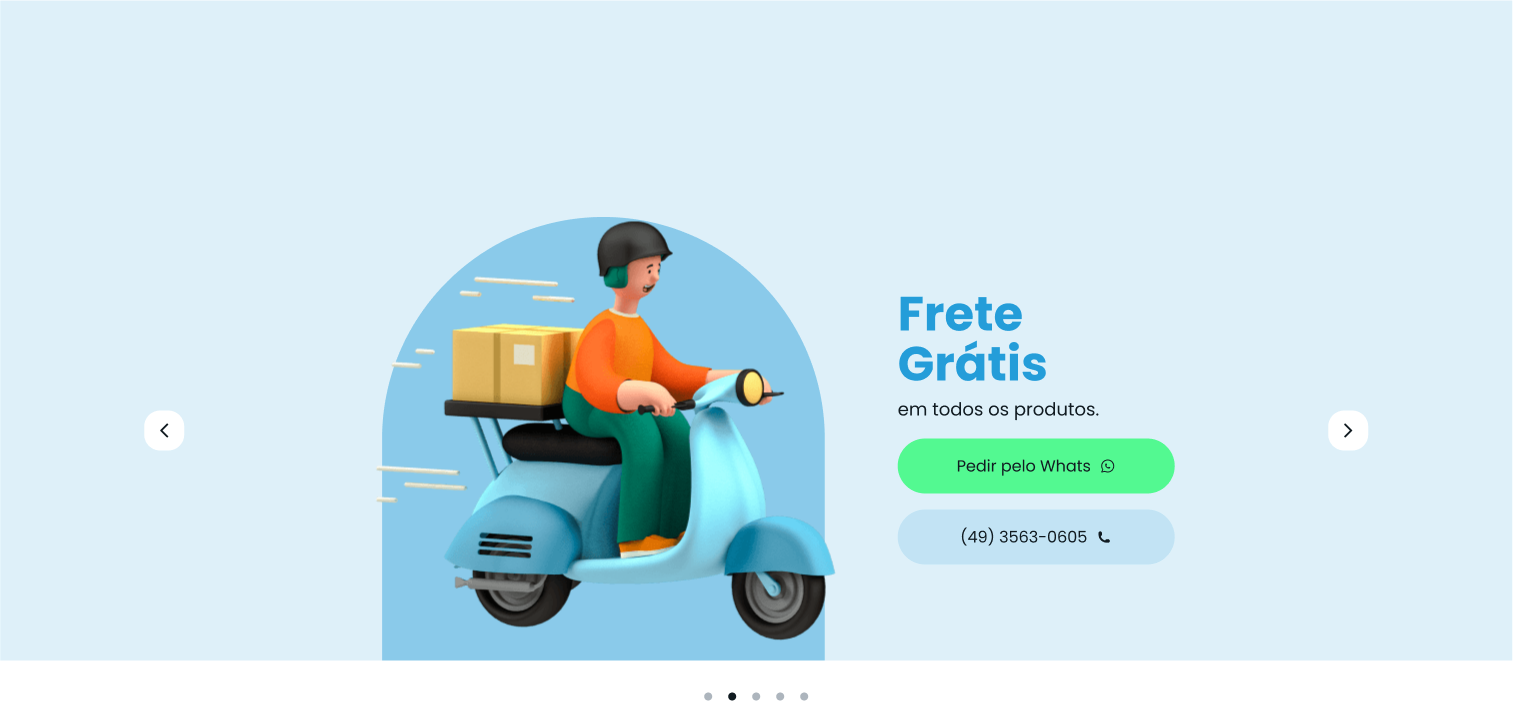 Frete
Grátis
em todos os produtos.
Pedir pelo Whats
(49) 3563-0605